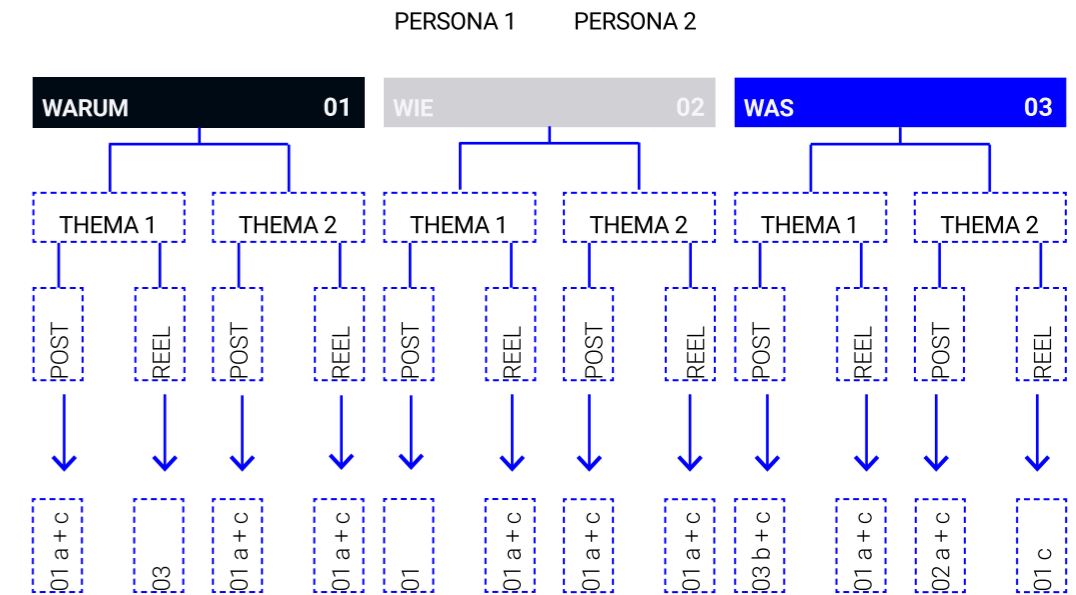 PERSONA 1 PERSONA 2
WARUM 01 WIE 02 WAS 03
THEMA 1 THEMA 2 THEMA 1 THEMA 2 THEMA 1 THEMA 2
POST REEL POST REEL POST REEL POST REEL POST REEL POST REEL
01 a + c 03 01 a + c 01 a + c 01 01 a + c 01 a + c 01 a + c 03 b + c 01 a + c 02 a + c 01 c